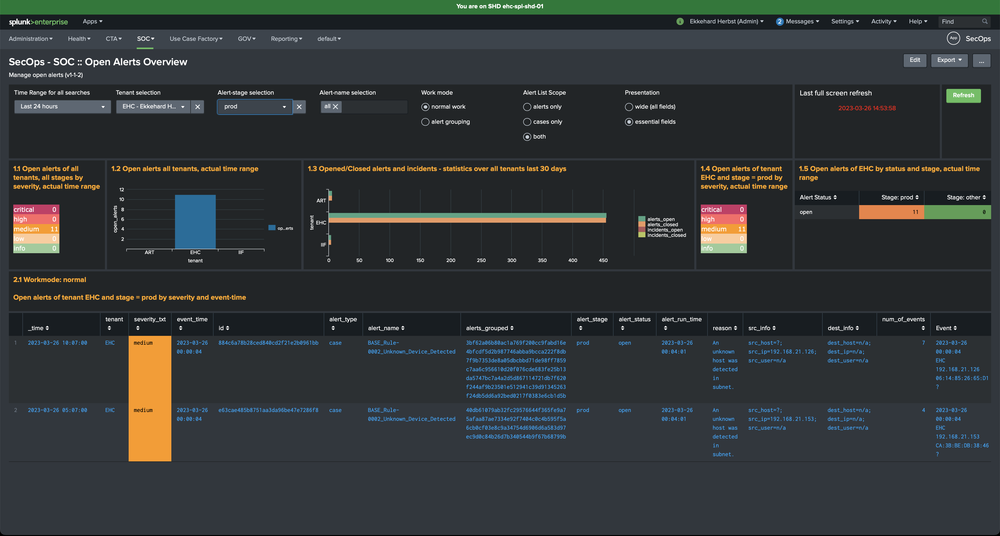 You are on SHD ehc-spl-shd-01
splunk>enterprise
Apps
i
Ekkehard Herbst (Admin)
2
Messages
Settings
Activity
Help
Find
Administration
Health
CTA
SOC
Use Case Factory
GOV
Reporting
default
App
SecOps
SecOps - SOC :: Open Alerts Overview
Edit
Export
...
Manage open alerts (v1-1-2)
Time Range for all searches
Last 24 hours
Tenant selection
EHC - Ekkehard H...
Alert-stage selection
prod
Alert-name selection
all
Work mode
normal work
alert grouping
Alert List Scope
alerts only
cases only
both
Presentation
wide (all fields)
essential fields
Last full screen refresh
2023-03-26 14:53:58
Refresh
1.1 Open alerts of all
tenants, all stages by
severity, actual time range
critical 0
high 0
medium 11
low 0
info 0
1.2 Open alerts all tenants, actual time range
12
10
8
6
4
2
open_alerts
ART
EHC
IIF
tenant
op...erts
1.3 Opened/Closed alerts and incidents - statistics over all tenants last 30 days
tenant
ART
EHC
IIF
0
50
100
150
200
250
300
350
400
450
alerts_open
alerts_closed
incidents_open
incidents_closed
1.4 Open alerts of tenant
EHC and stage = prod by
severity, actual time range
critical 0
high 0
medium 11
low 0
info 0
1.5 Open alerts of EHC by status and stage, actual time
range
Alert Status
Stage: prod
Stage: other
open
11
0
2.1 Workmode: normal
Open alerts of tenant EHC and stage = prod by severity and event-time
_time
tenant
severity_txt
event_time
id
alert_type
alert_name
alerts_grouped
alert_stage
alert_status
alert_run_time
reason
src_info
dest_info
num_of_events
Event
1
2023-03-26 10:07:00
EHC
medium
2023-03-26
00:00:04
884c6a78b28ced840cd2f21e2b0961bb
case
BASE_Rule-
0002_Unknown_Device_Detected
3bf62a06b80ac1a769f200cc9fabd16e
4bfcdf5d2b987746abba9bcca222f8db
7f9b7353de8a05dbcbbd71de98ff7859
c7aa6c956610d20f076cde683fe25b13
da5747bc7a4a2d5d867114721db7f620
f244af9b23501e512941c39d91345263
f24db5dd6a92bed0217f0383e6cb1d5b
prod
open
2023-03-26
00:04:01
An
unknown
host was
detected
in
subnet.
src_host=?;
src_ip=192.168.21.126;
src_user=n/a
dest_host=n/a;
dest_ip=n/a;
dest_user=n/a
7
2023-03-26
00:00:04
EHC
192.168.21.126
06:14:85:26:65:D1
?
2
2023-03-26 05:07:00
EHC
medium
2023-03-26
00:00:04
e63cae485b8751aa3da96be47e7286f8
case
BASE_Rule-
0002_Unknown_Device_Detected
40db61079ab32fc29576644f365fe9a7
5afaa87ae7334e92f7404c0c4b595f5a
6cb0cf03e8c9a34754d6906d6a583d97
ec9d0c84b26d7b340544b9f67b68799b
prod
open
2023-03-26
00:04:01
An
unknown
host was
detected
in
subnet.
src_host=?;
src_ip=192.168.21.153;
src_user=n/a
dest_host=n/a;
dest_ip=n/a;
dest_user=n/a
4
2023-03-26
00:00:04
EHC
192.168.21.153
CA:3B:BE:DB:38:46
?